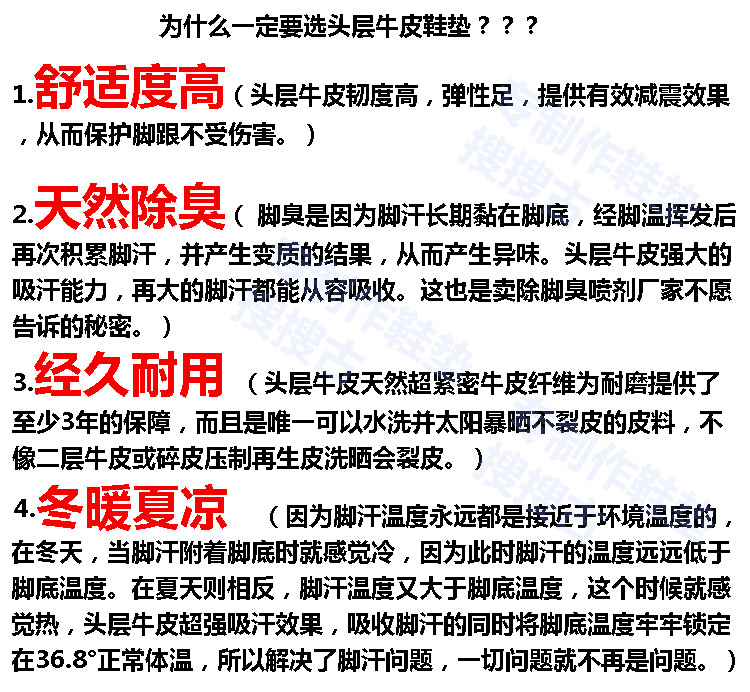 为什么一定要选头层牛皮鞋垫？？？
1.舒适度高（头层牛皮韧度高，弹性足，提供有效减震效果
，从而保护脚跟不受伤害。）
2.天然除臭（ 脚臭是因为脚汗长期黏在脚底，经脚温挥发后
再次积累脚汗，并产生变质的结果，从而产生异味。头层牛皮强大的
吸汗能力，再大的脚汗都能从容吸收。这也是卖除脚臭喷剂厂家不愿
告诉的秘密。）
3.经久耐用 （头层牛皮天然超紧密牛皮纤维为耐磨提供了
至少3年的保障，而且是唯一可以水洗并太阳暴晒不裂皮的皮料，不
像二层牛皮或碎皮压制再生皮洗晒会裂皮。）
4.冬暖夏凉 （因为脚汗温度永远都是接近于环境温度的，
在冬天，当脚汗附着脚底时就感觉冷，因为此时脚汗的温度远远低于
脚底温度。在夏天则相反，脚汗温度又大于脚底温度，这个时候就感
觉热，头层牛皮超强吸汗效果，吸收脚汗的同时将脚底温度牢牢锁定
在36.8°正常体温，所以解决了脚汗问题，一切问题就不再是问题。）
专制作鞋垫
搜搜古
制作鞋垫
搜搜古
专制作鞋垫
搜搜古